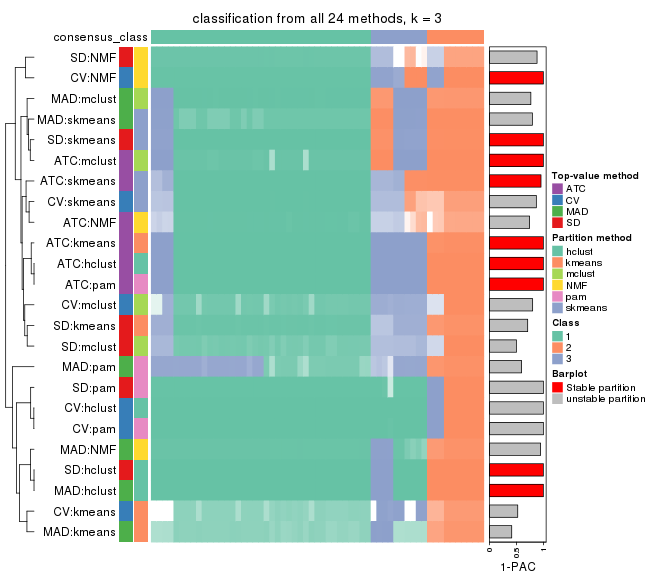 classification from all 24 methods, k = 3
consensus_class
SD:NMF
CV:NMF
MAD:mclust
MAD:skmeans
SD:skmeans
ATC:mclust
ATC:skmeans
CV:skmeans
ATC:NMF
ATC:kmeans
ATC:hclust
ATC:pam
CV:mclust
SD:kmeans
SD:mclust
MAD:pam
SD:pam
CV:hclust
CV:pam
MAD:NMF
SD:hclust
MAD:hclust
CV:kmeans
MAD:kmeans
0
0.5
1
1-PAC
Top-value method
ATC
CV
MAD
SD
Partition method
hclust
kmeans
mclust
NMF
pam
skmeans
Class
1
2
3
Barplot
Stable partition
unstable partition